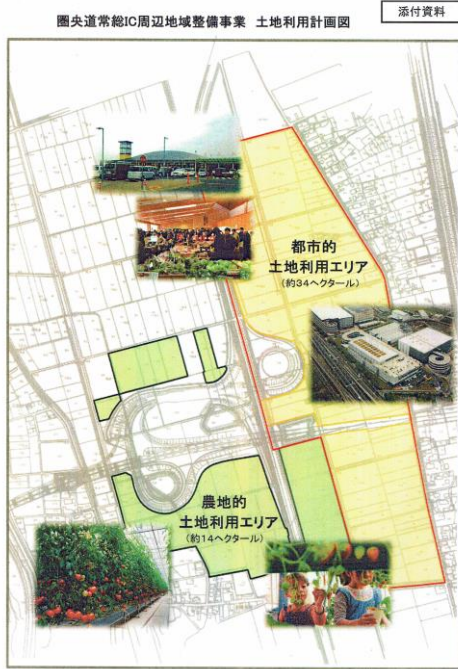 添付資料
圏央道常総IC周辺地域整備事業 土地利用計画図
都市的
土地利用エリア
(約34ヘクタール)
農地的
土地利用エリア
(約14ヘクタール)